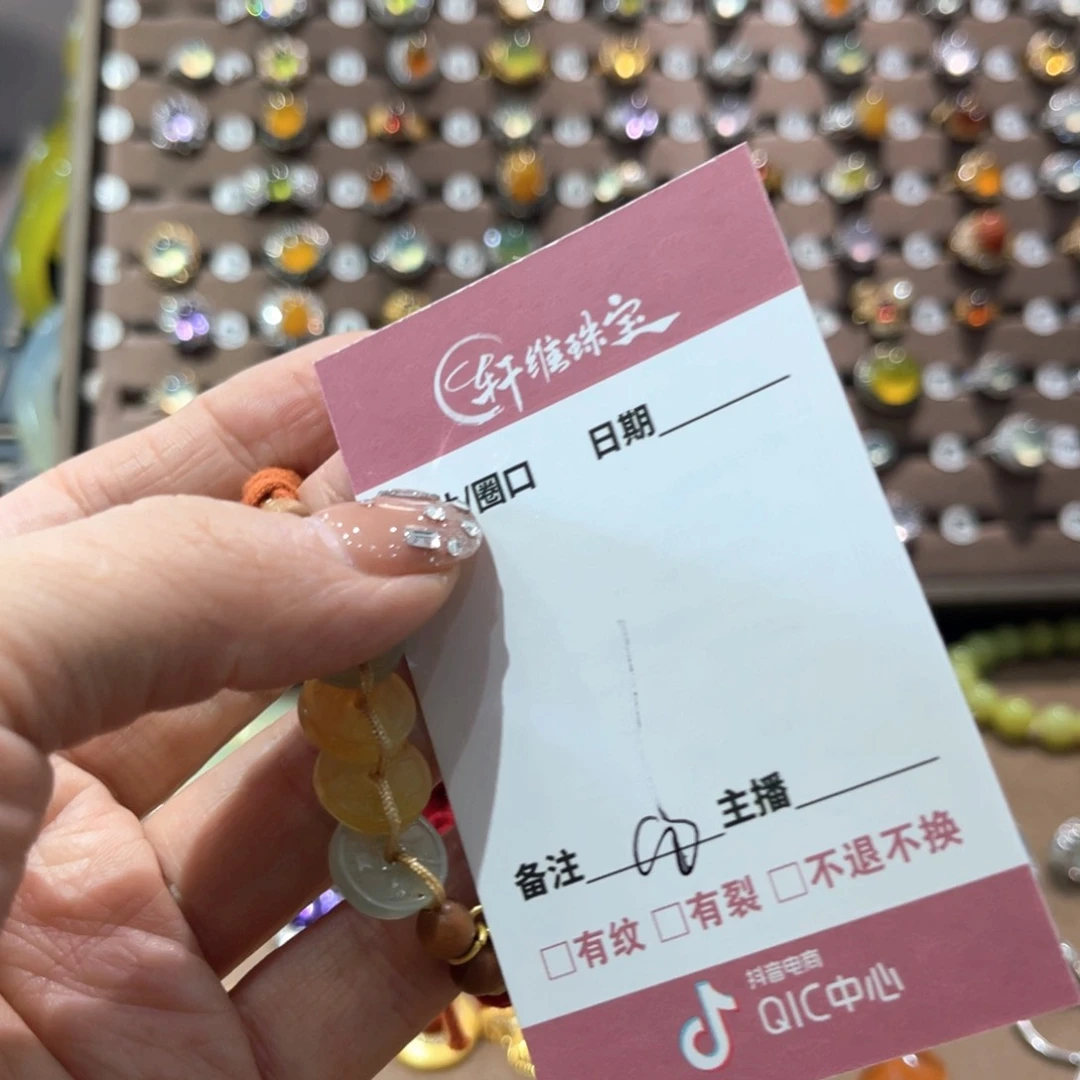 轩维珠宝
日期
/圈口
主播
备注
有纹 有裂 不退不换
抖音电商
QIC中心